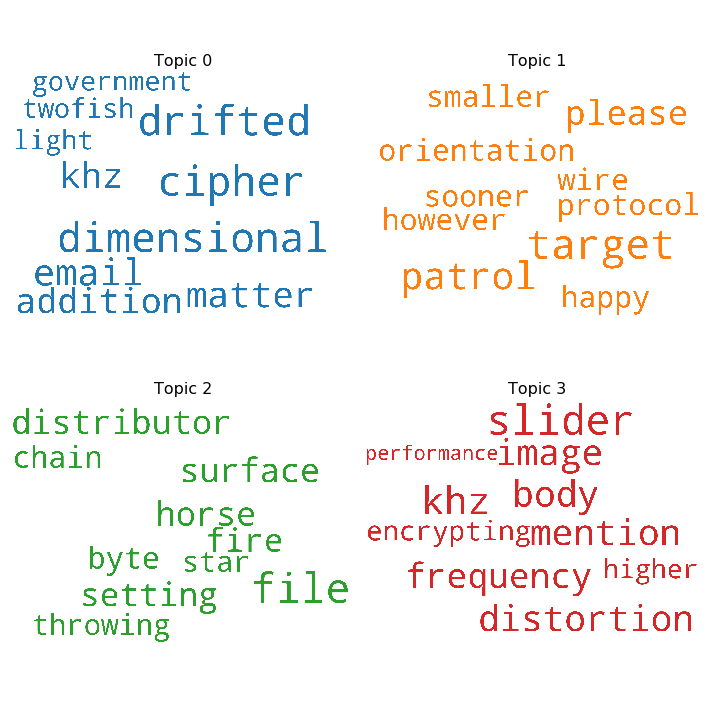 Topic 0
government
twofish
drifted
light
khz
cipher
dimensional
email
addition
matter
Topic 1
smaller
please
orientation
wire
sooner
protocol
however
target
patrol
happy
Topic 2
distributor
chain
surface
horse
fire
byte
star
setting
file
throwing
Topic 3
slider
performance
image
khz
body
encrypting
mention
frequency
higher
distortion